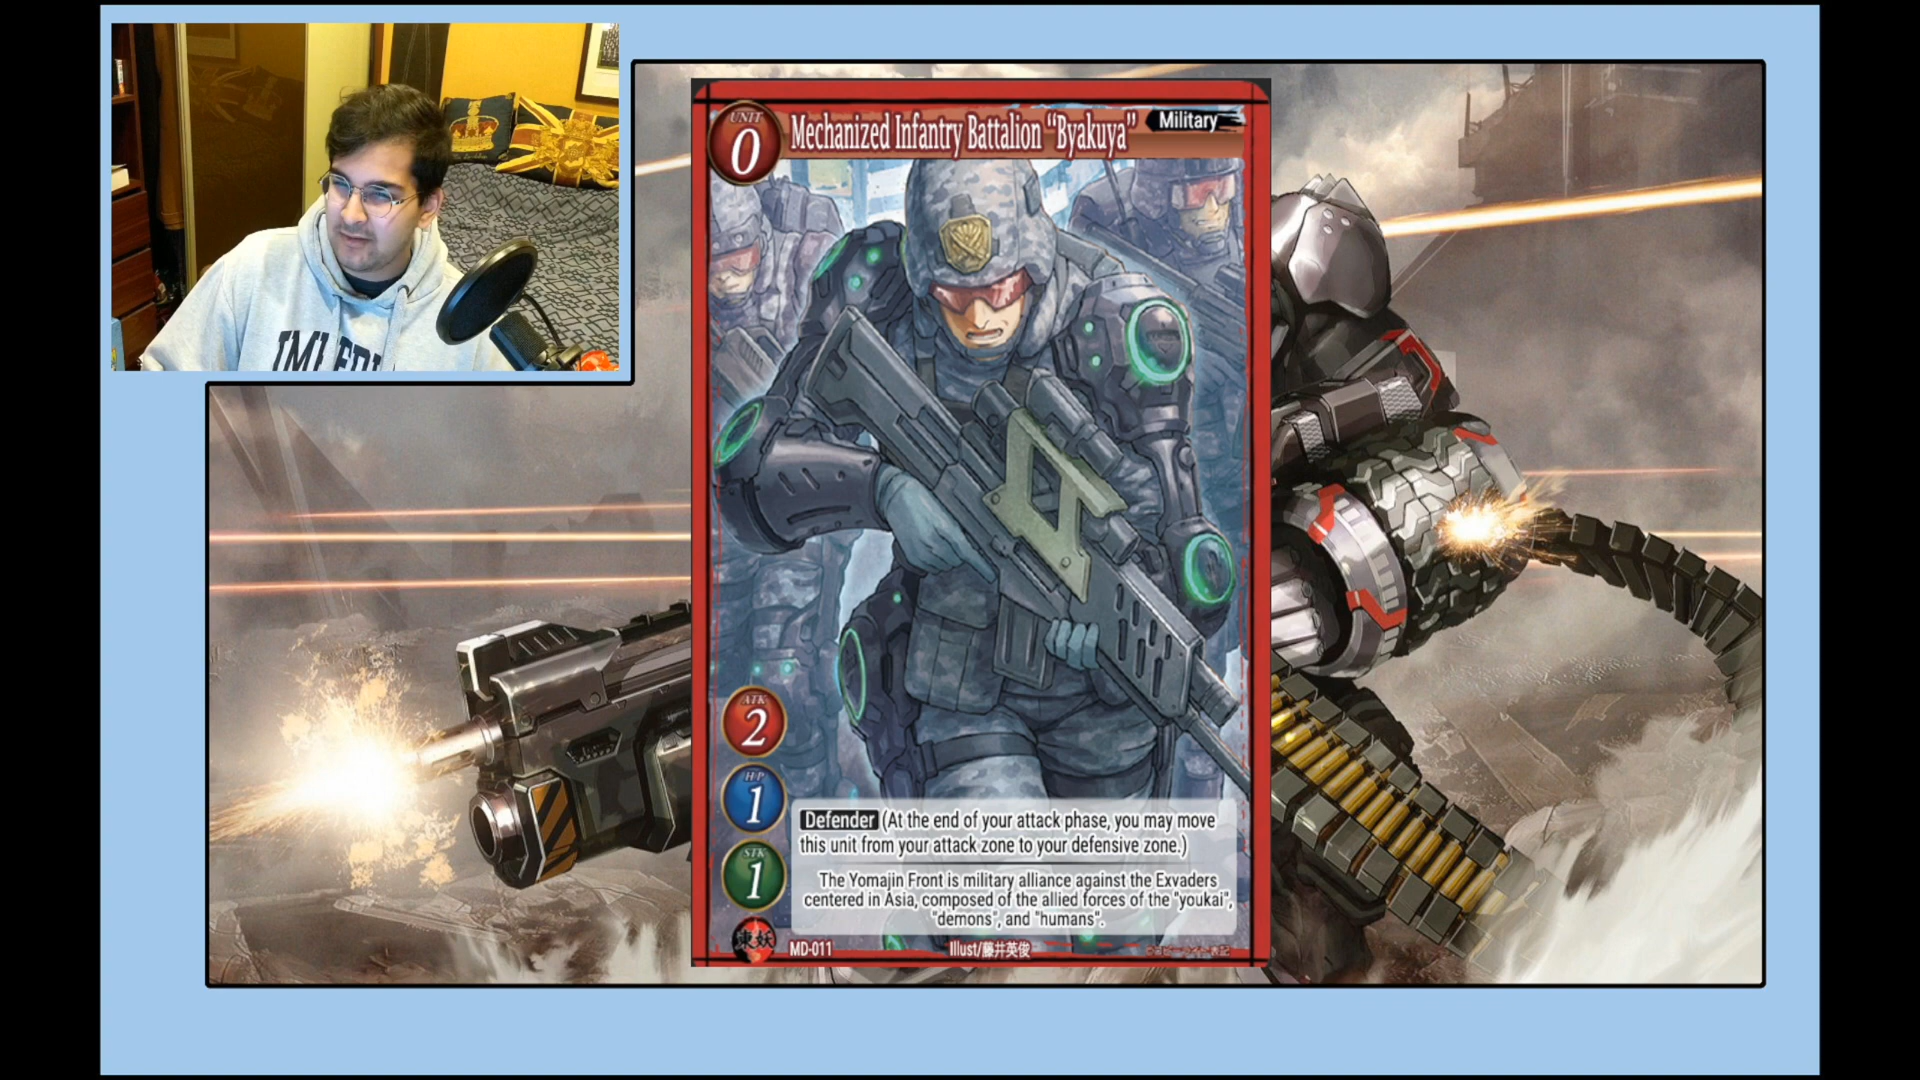 UNIT
0
Mechanized Infantry Battalion “Byakuya”
Military
ATK
2
HP
1
STK
1
Defender (At the end of your attack phase, you may move
this unit from your attack zone to your defensive zone.)
The Yomajin Front is military alliance against the Exvaders
centered in Asia, composed of the allied forces of the "youkai",
"demons", and "humans".
東妖
MD-011
Illust/藤井英俊